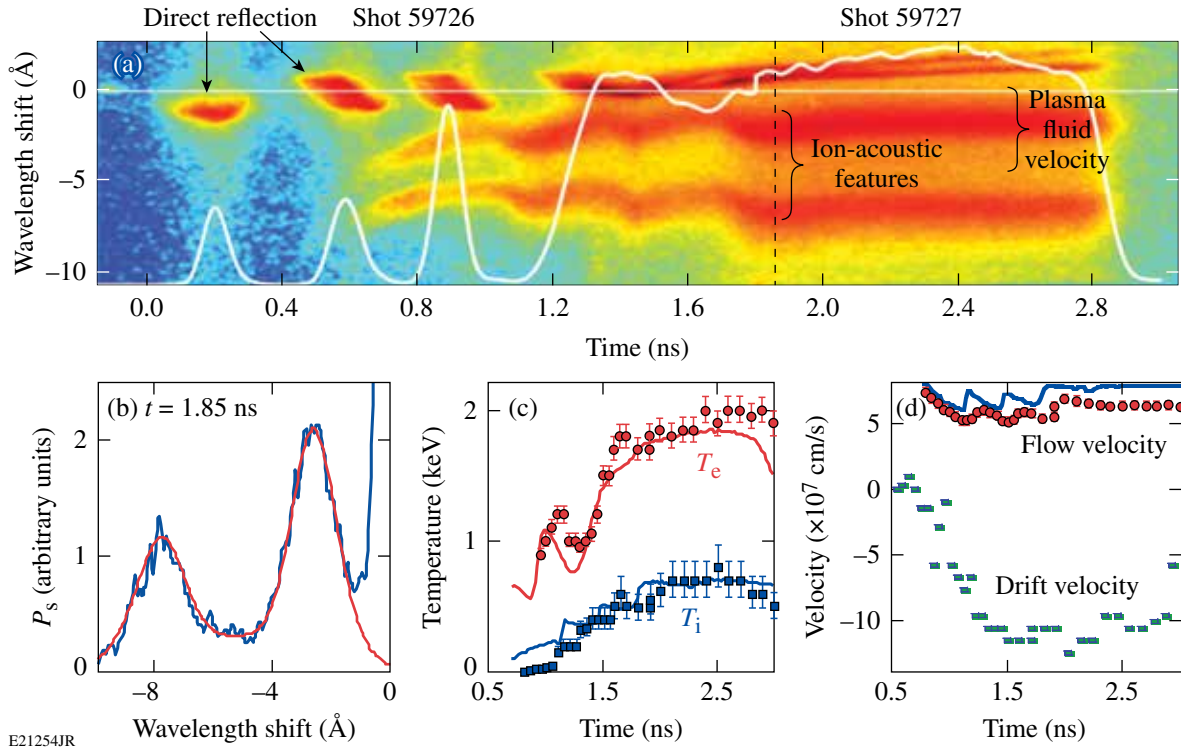 Direct reflection Shot 59726 Shot 59727
(a)
Wavelength shift (Å)
0
−5
−10
Ion-acoustic
features
Plasma
fluid
velocity
0.0 0.4 0.8 1.2 1.6 2.0 2.4 2.8
Time (ns)
(b) t = 1.85 ns
P_s (arbitrary units)
2
1
0
−8 −4 0
Wavelength shift (Å)
(c)
Temperature (keV)
2
1
0
T_e
T_i
0.5 1.5 2.5
Time (ns)
(d)
Velocity (×10⁷ cm/s)
5
0
−5
−10
Flow velocity
Drift velocity
0.5 1.5 2.5
Time (ns)
E21254JR